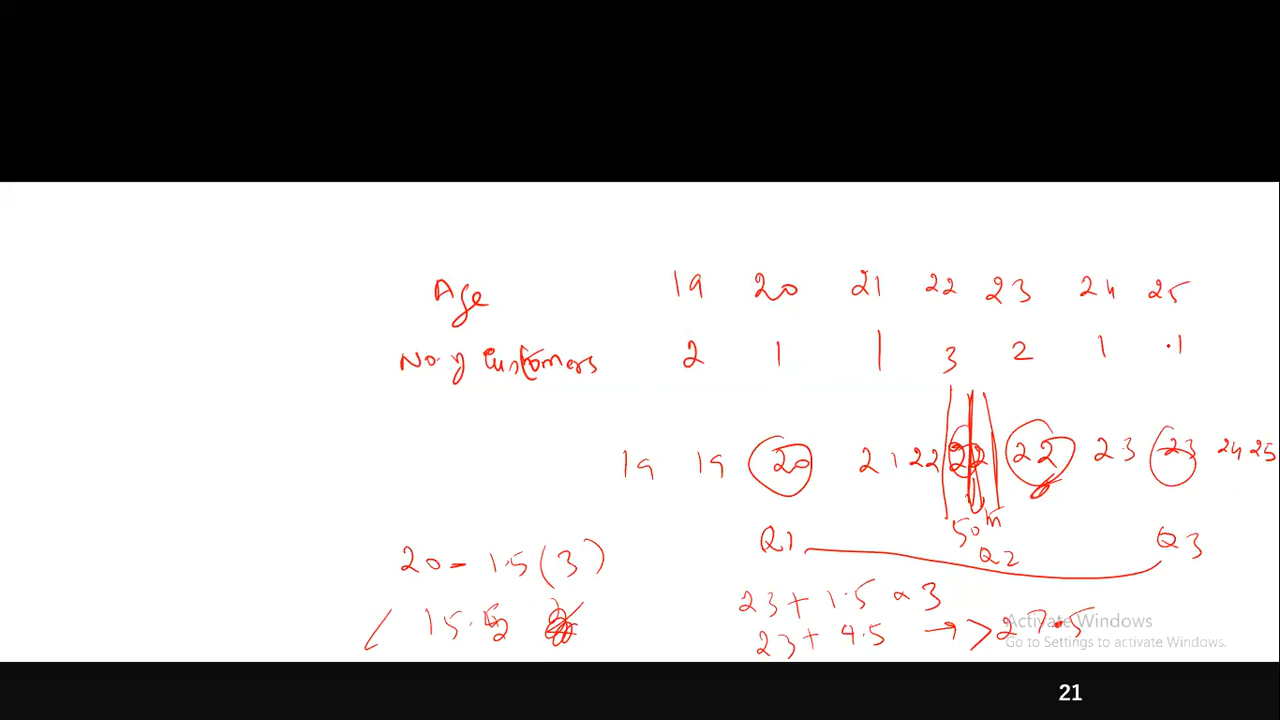 Age 19 20 21 22 23 24 25
No. of Customers 2 1 1 3 2 1 1
19 19 20 21 22 22 22 23 23 24 25
50th
Q1 Q2 Q3
20 - 1.5 (3)
23 + 1.5 × 3
< 15.5
23 + 4.5 → > 27.5
Activate Windows
Go to Settings to activate Windows.
21